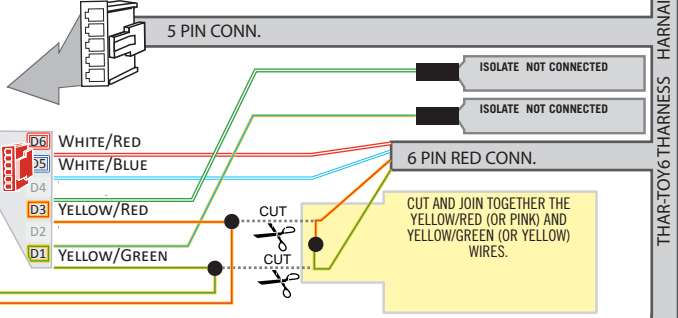 5 PIN CONN.
ISOLATE NOT CONNECTED
ISOLATE NOT CONNECTED
D6 WHITE/RED
D5 WHITE/BLUE
D4
D3 YELLOW/RED
D2
D1 YELLOW/GREEN
6 PIN RED CONN.
CUT
CUT
CUT AND JOIN TOGETHER THE
YELLOW/RED (OR PINK) AND
YELLOW/GREEN (OR YELLOW)
WIRES.
THAR-TOY6 THARNESS